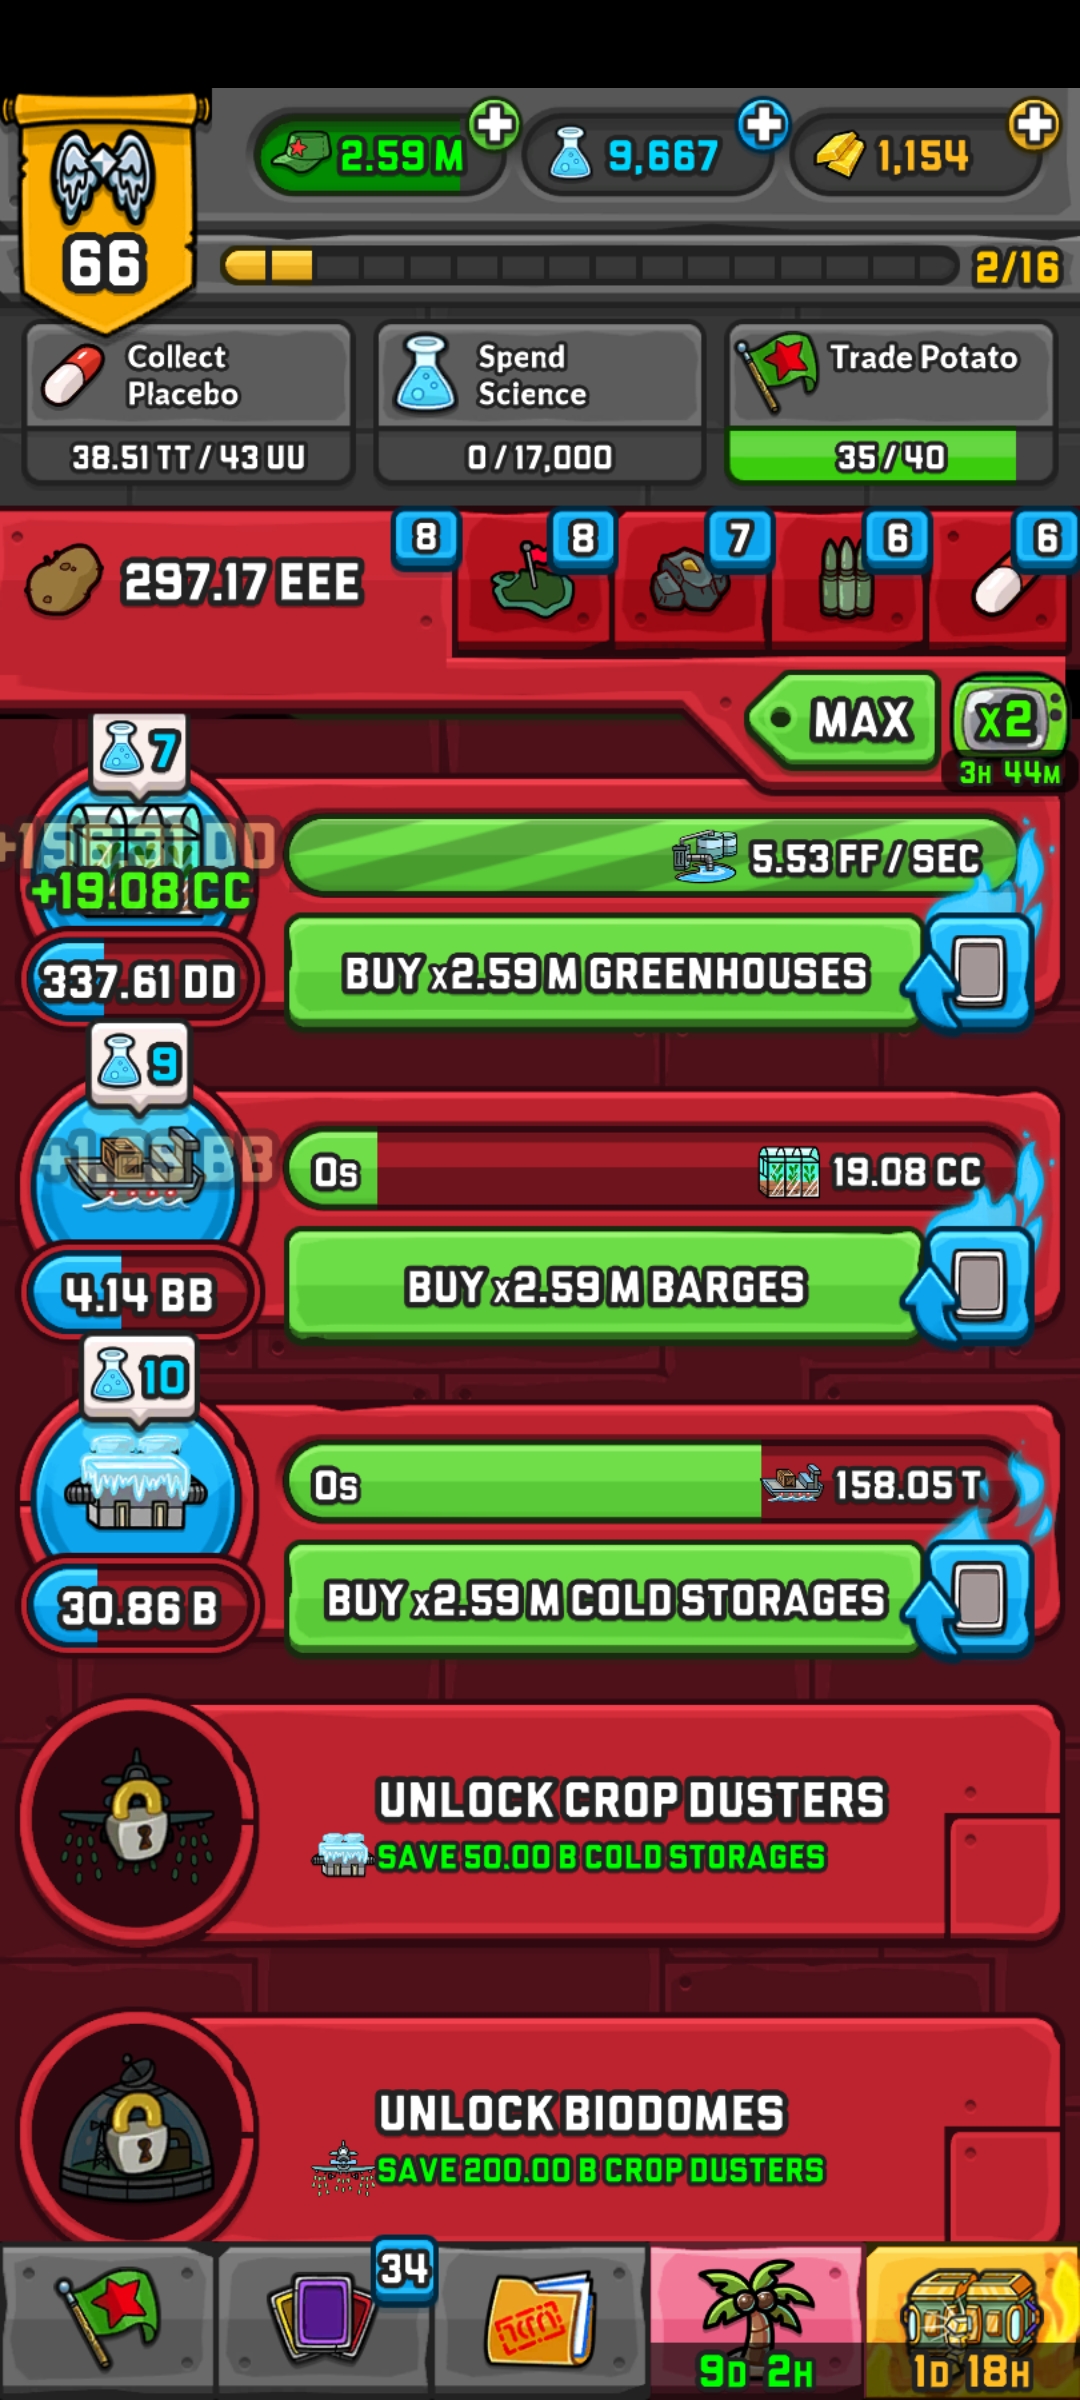 2.59 M
9,667
1,154
66
2/16
Collect
Placebo
38.51 TT / 43 UU
Spend
Science
0 / 17,000
Trade Potato
35 / 40
297.17 EEE
8
8
7
6
6
MAX
x2
3H 44M
7
+19.08 CC
5.53 FF / SEC
337.61 DD
BUY x2.59 M GREENHOUSES
9
0s
19.08 CC
4.14 BB
BUY x2.59 M BARGES
10
0s
158.05 T
30.86 B
BUY x2.59 M COLD STORAGES
UNLOCK CROP DUSTERS
SAVE 50.00 B COLD STORAGES
UNLOCK BIODOMES
SAVE 200.00 B CROP DUSTERS
34
9D 2H
1D 18H